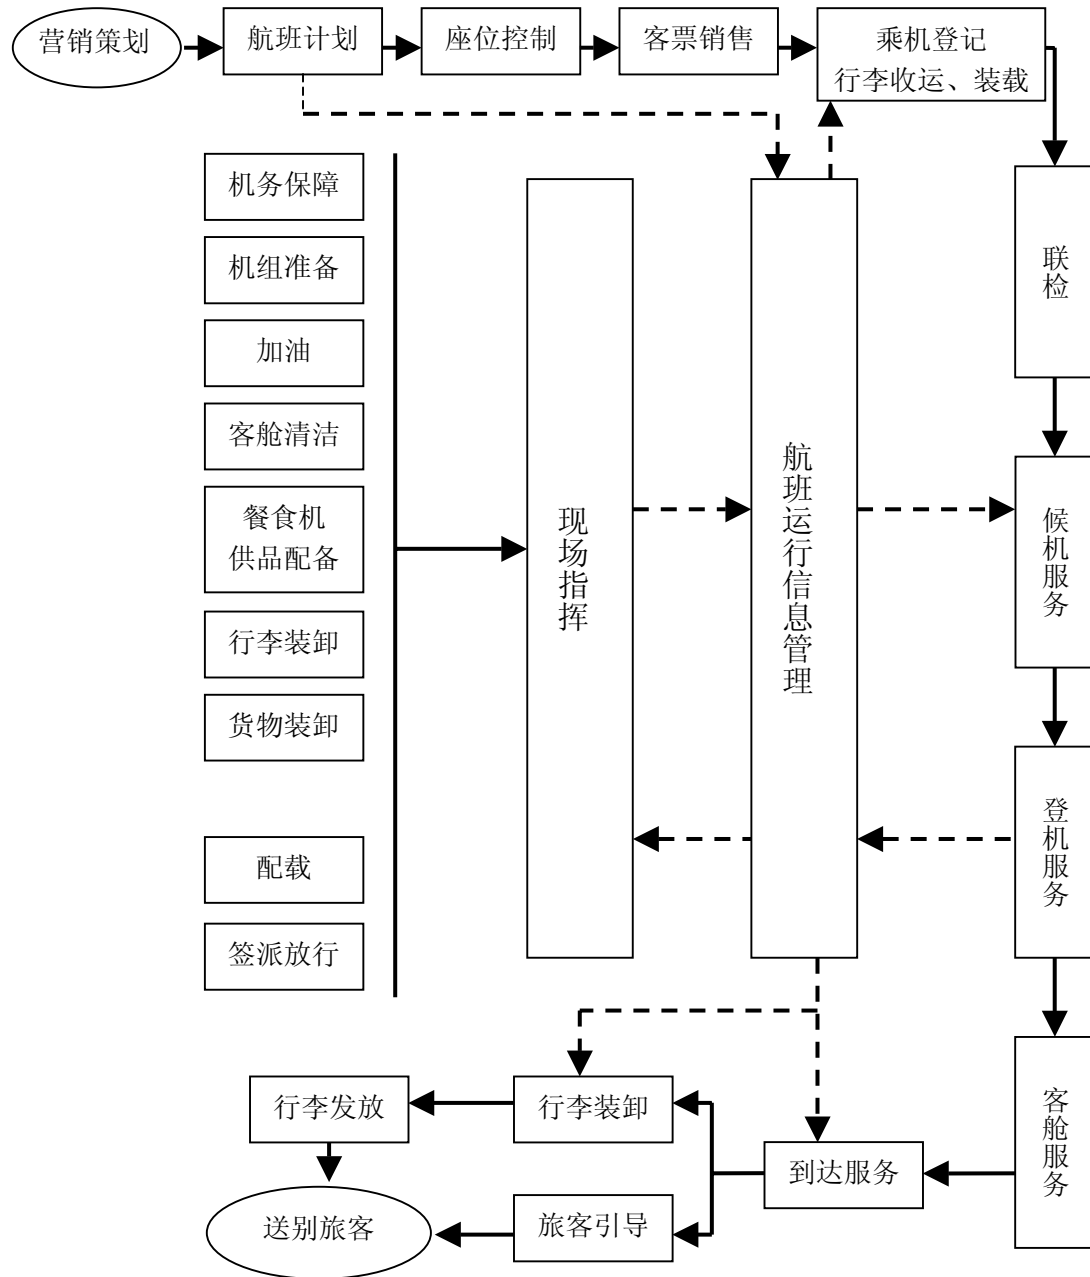 营销策划
航班计划
座位控制
客票销售
乘机登记
行李收运、装载
机务保障
机组准备
加油
客舱清洁
餐食机
供品配备
行李装卸
货物装卸
配载
签派放行
现场指挥
航班运行信息管理
联检
候机服务
登机服务
客舱服务
行李发放
行李装卸
到达服务
送别旅客
旅客引导